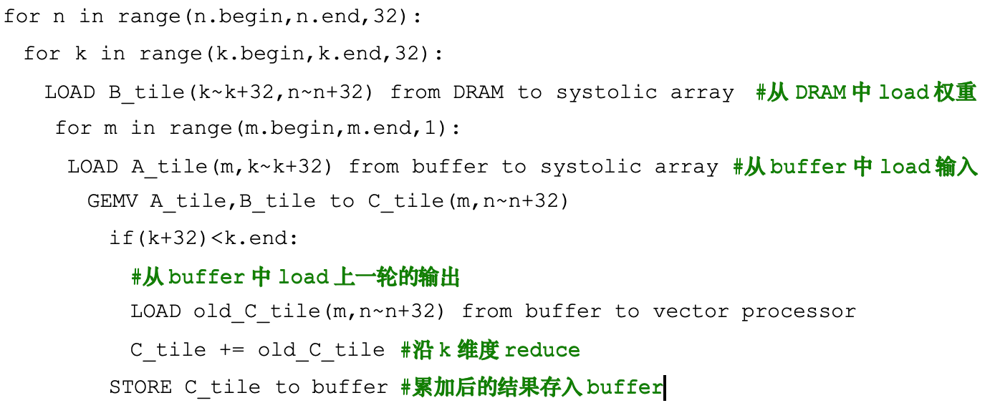 for n in range(n.begin,n.end,32):
for k in range(k.begin,k.end,32):
LOAD B_tile(k~k+32,n~n+32) from DRAM to systolic array #从 DRAM 中 load 权重
for m in range(m.begin,m.end,1):
LOAD A_tile(m,k~k+32) from buffer to systolic array #从 buffer 中 load 输入
GEMV A_tile,B_tile to C_tile(m,n~n+32)
if(k+32)<k.end:
#从 buffer 中 load 上一轮的输出
LOAD old_C_tile(m,n~n+32) from buffer to vector processor
C_tile += old_C_tile #沿 k 维度 reduce
STORE C_tile to buffer #累加后的结果存入 buffer